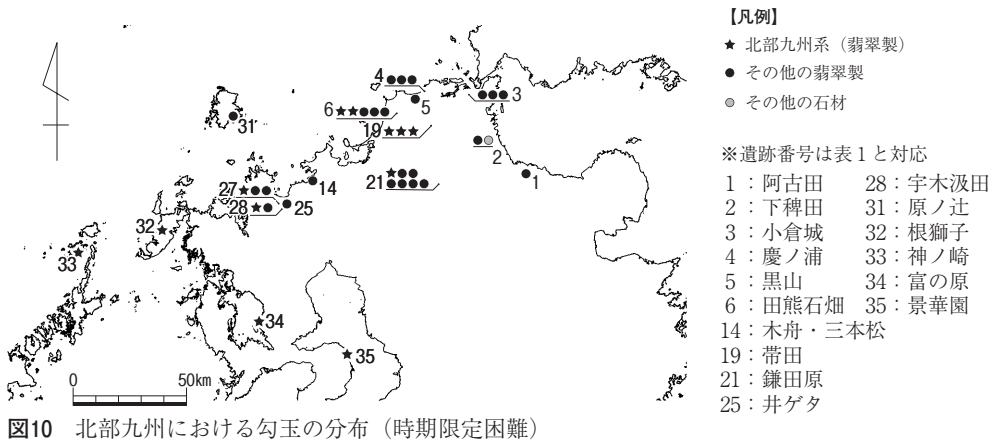 【凡例】
★ 北部九州系（翡翠製）
● その他の翡翠製
● その他の石材
※遺跡番号は表1と対応
1：阿古田
2：下稗田
3：小倉城
4：慶ノ浦
5：黒山
6：田熊石畑
14：木舟・三本松
19：帯田
21：鎌田原
25：井ゲタ
28：宇木汲田
31：原ノ辻
32：根獅子
33：神ノ崎
34：富の原
35：景華園
4
5
3
6
19
31
2
1
21
14
27
28
25
32
33
34
35
0
50km
図10 北部九州における勾玉の分布（時期限定困難）